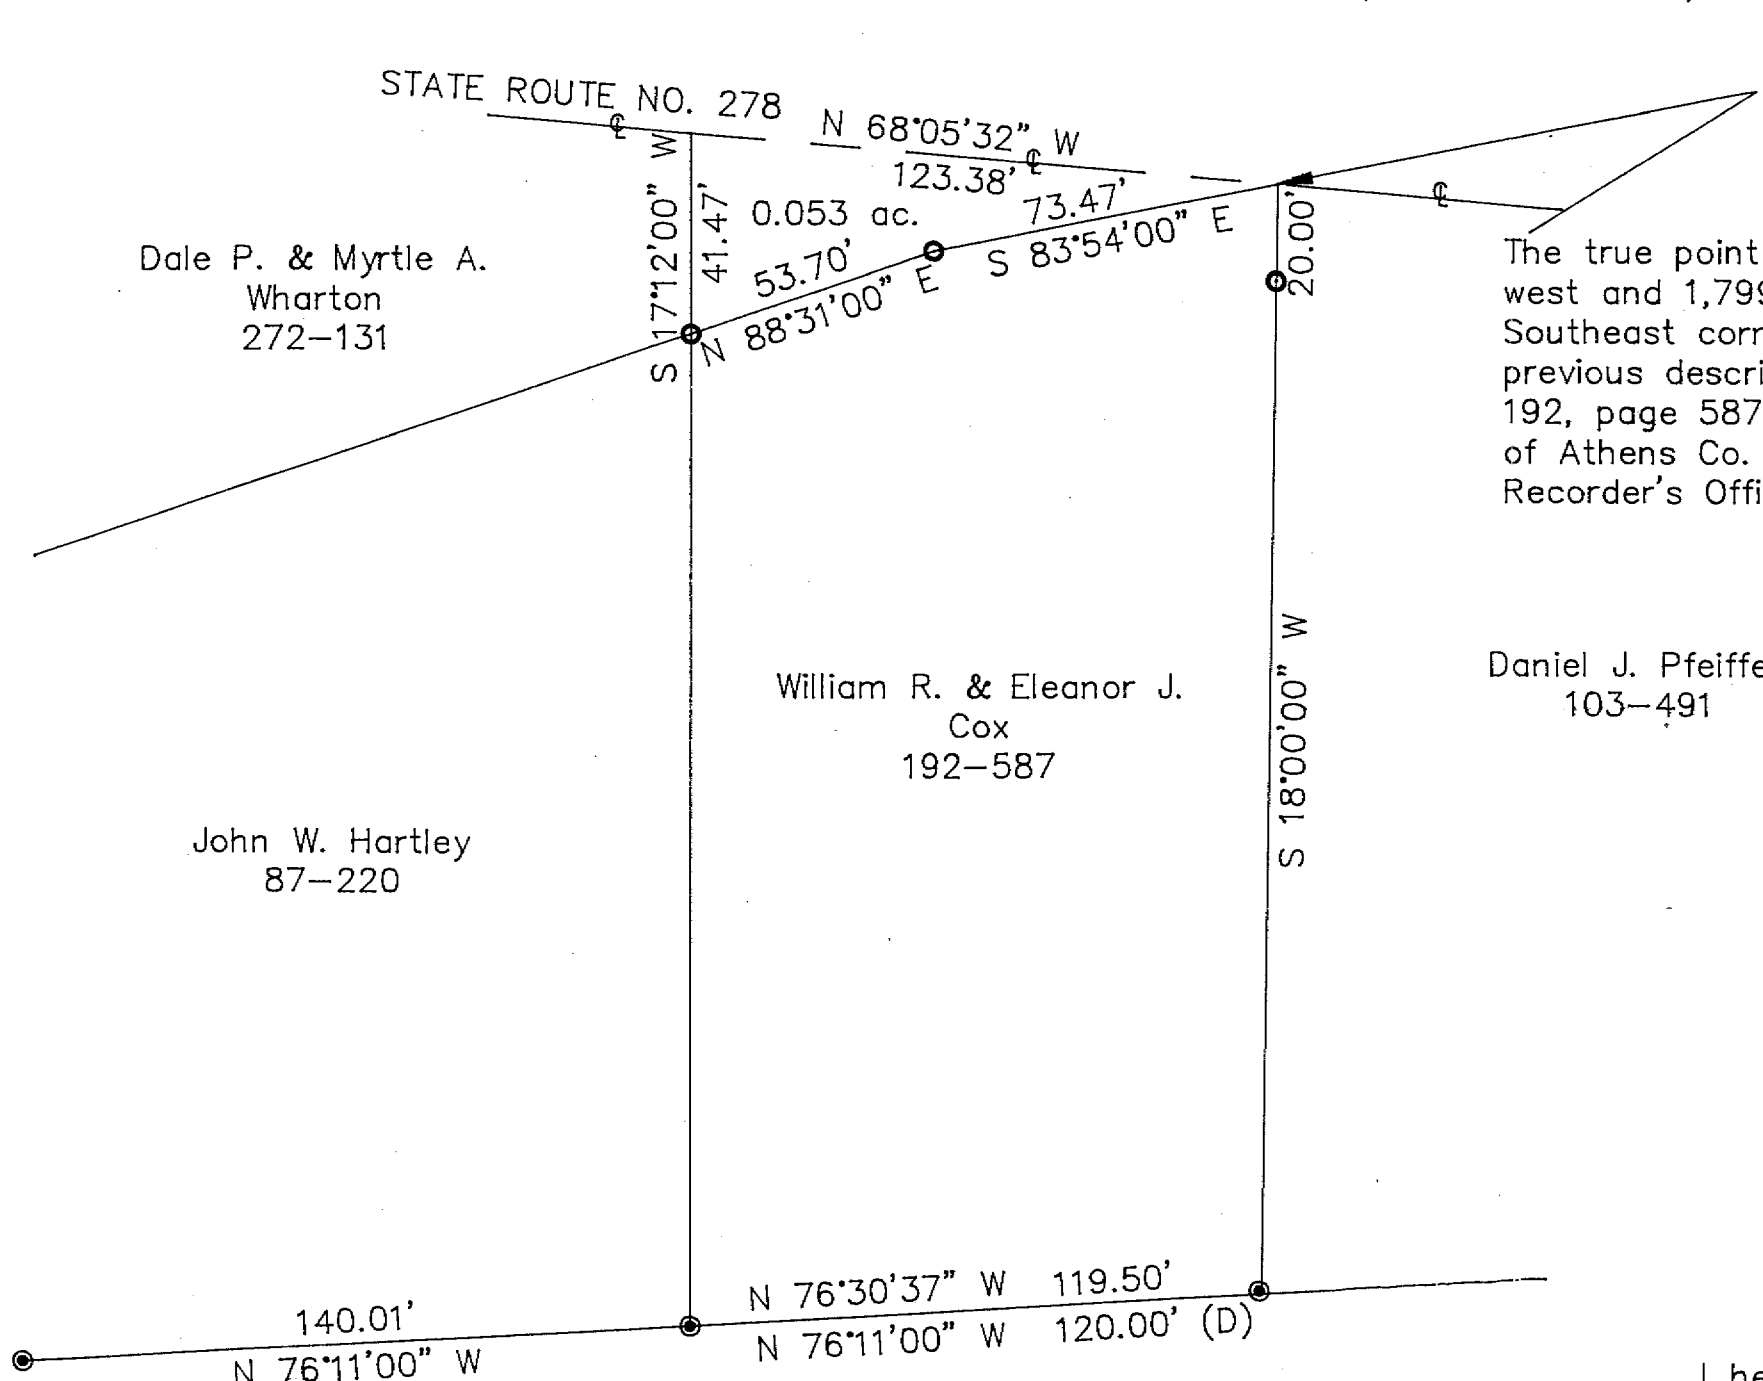 STATE ROUTE NO. 278
℄
N 68°05'32" W
℄
123.38'
℄
S 17°12'00" W
41.47'
0.053 ac.
73.47'
S 83°54'00" E
53.70'
N 88°31'00" E
20.00'
Dale P. & Myrtle A.
Wharton
272–131
The true point
west and 1,799
Southeast corr
previous descri
192, page 587
of Athens Co.
Recorder's Offi
S 18°00'00" W
William R. & Eleanor J.
Cox
192–587
Daniel J. Pfeiffe
103–491
John W. Hartley
87–220
140.01'
N 76°11'00" W
N 76°30'37" W 119.50'
N 76°11'00" W 120.00' (D)
I he